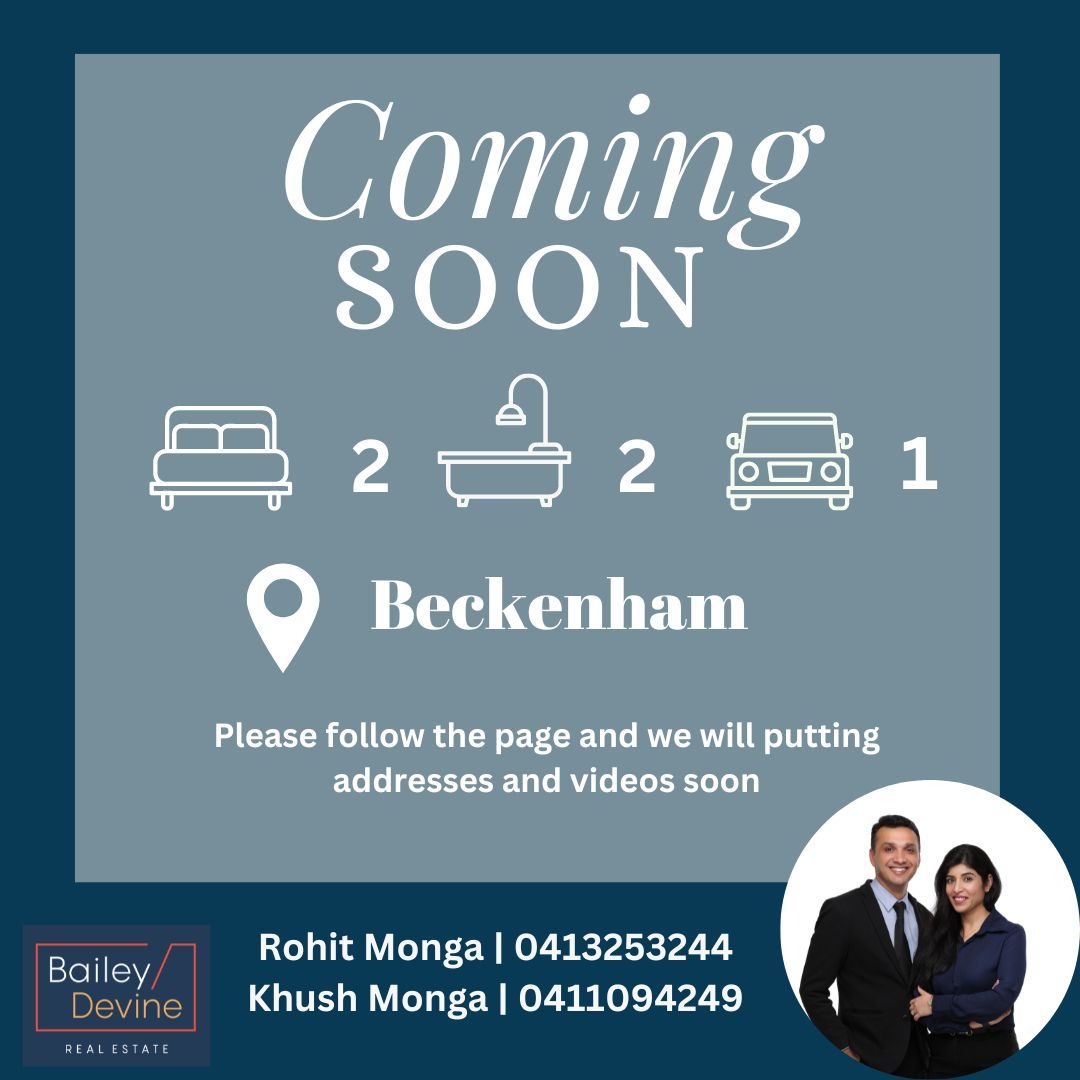 Coming
SOON
2 2 1
Beckenham
Please follow the page and we will putting
addresses and videos soon
Rohit Monga | 0413253244
Khush Monga | 0411094249
Bailey/
Devine
REAL ESTATE